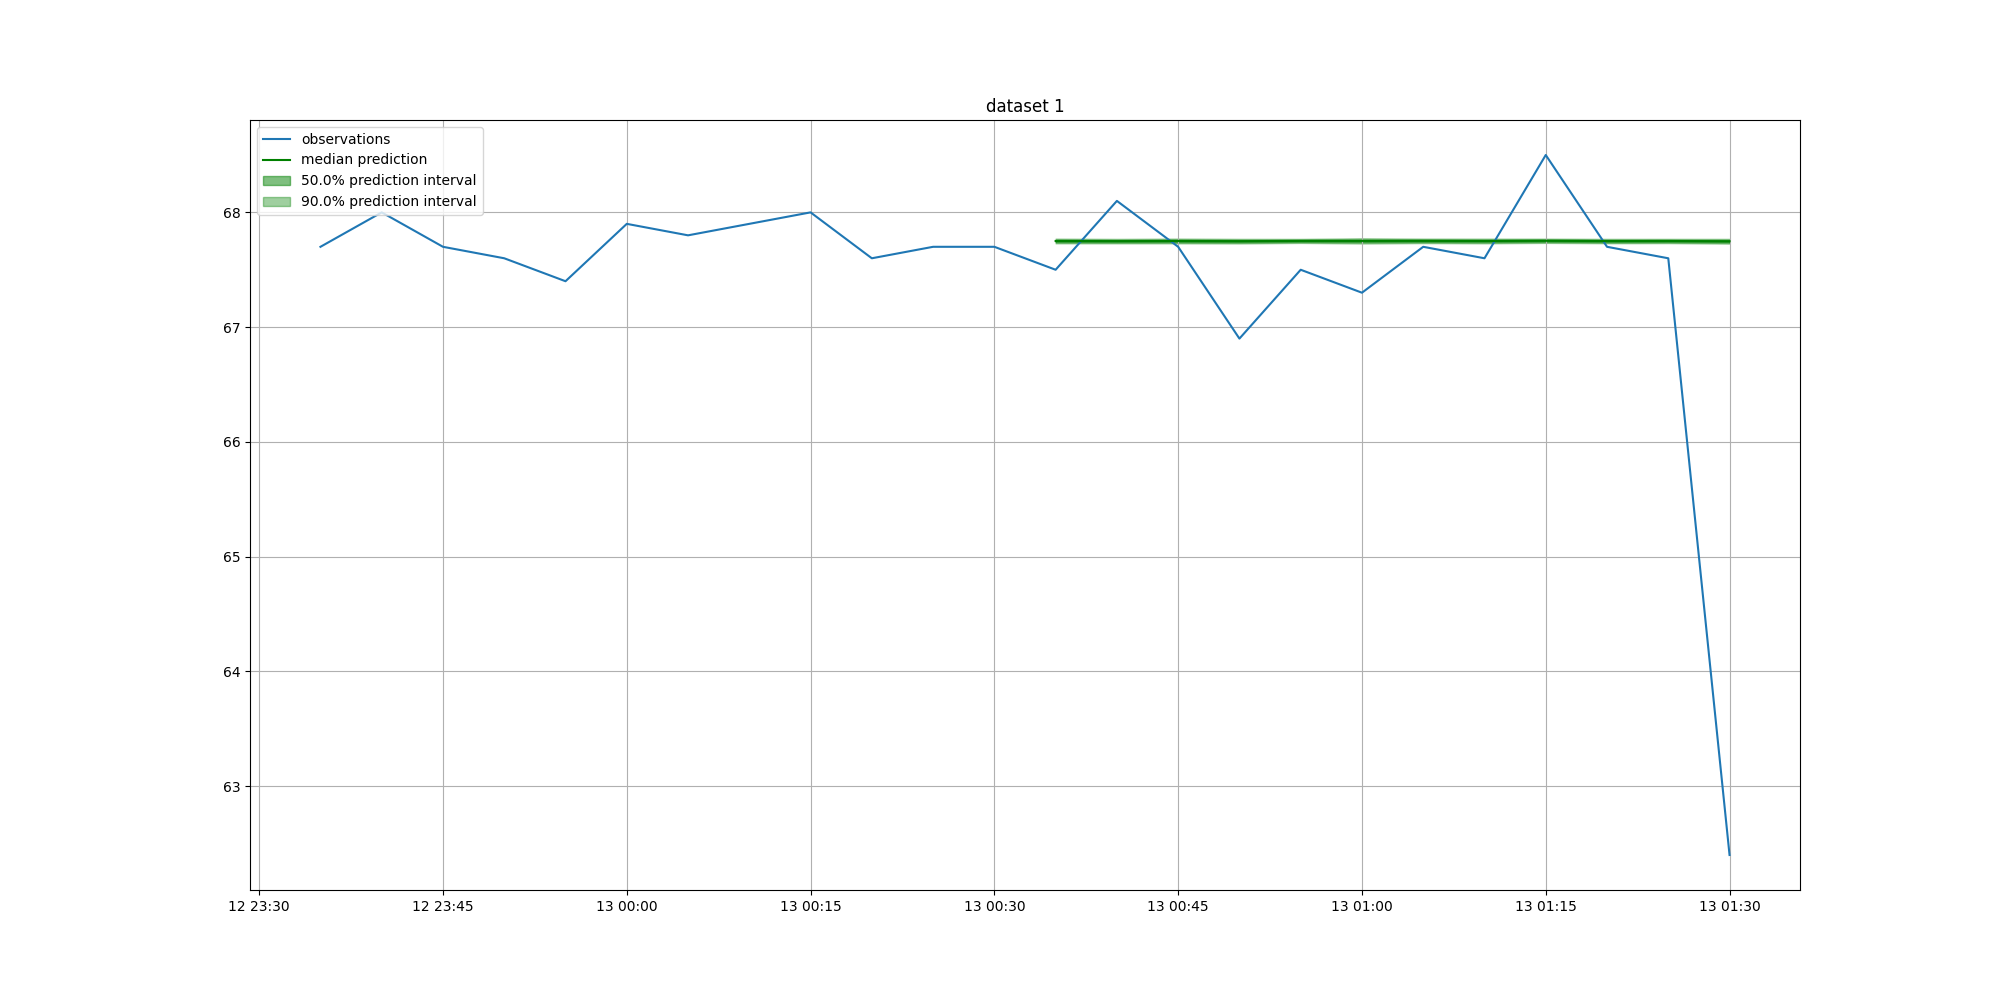 dataset 1
observations
median prediction
50.0% prediction interval
90.0% prediction interval
68
67
66
65
64
63
12 23:30 12 23:45 13 00:00 13 00:15 13 00:30 13 00:45 13 01:00 13 01:15 13 01:30